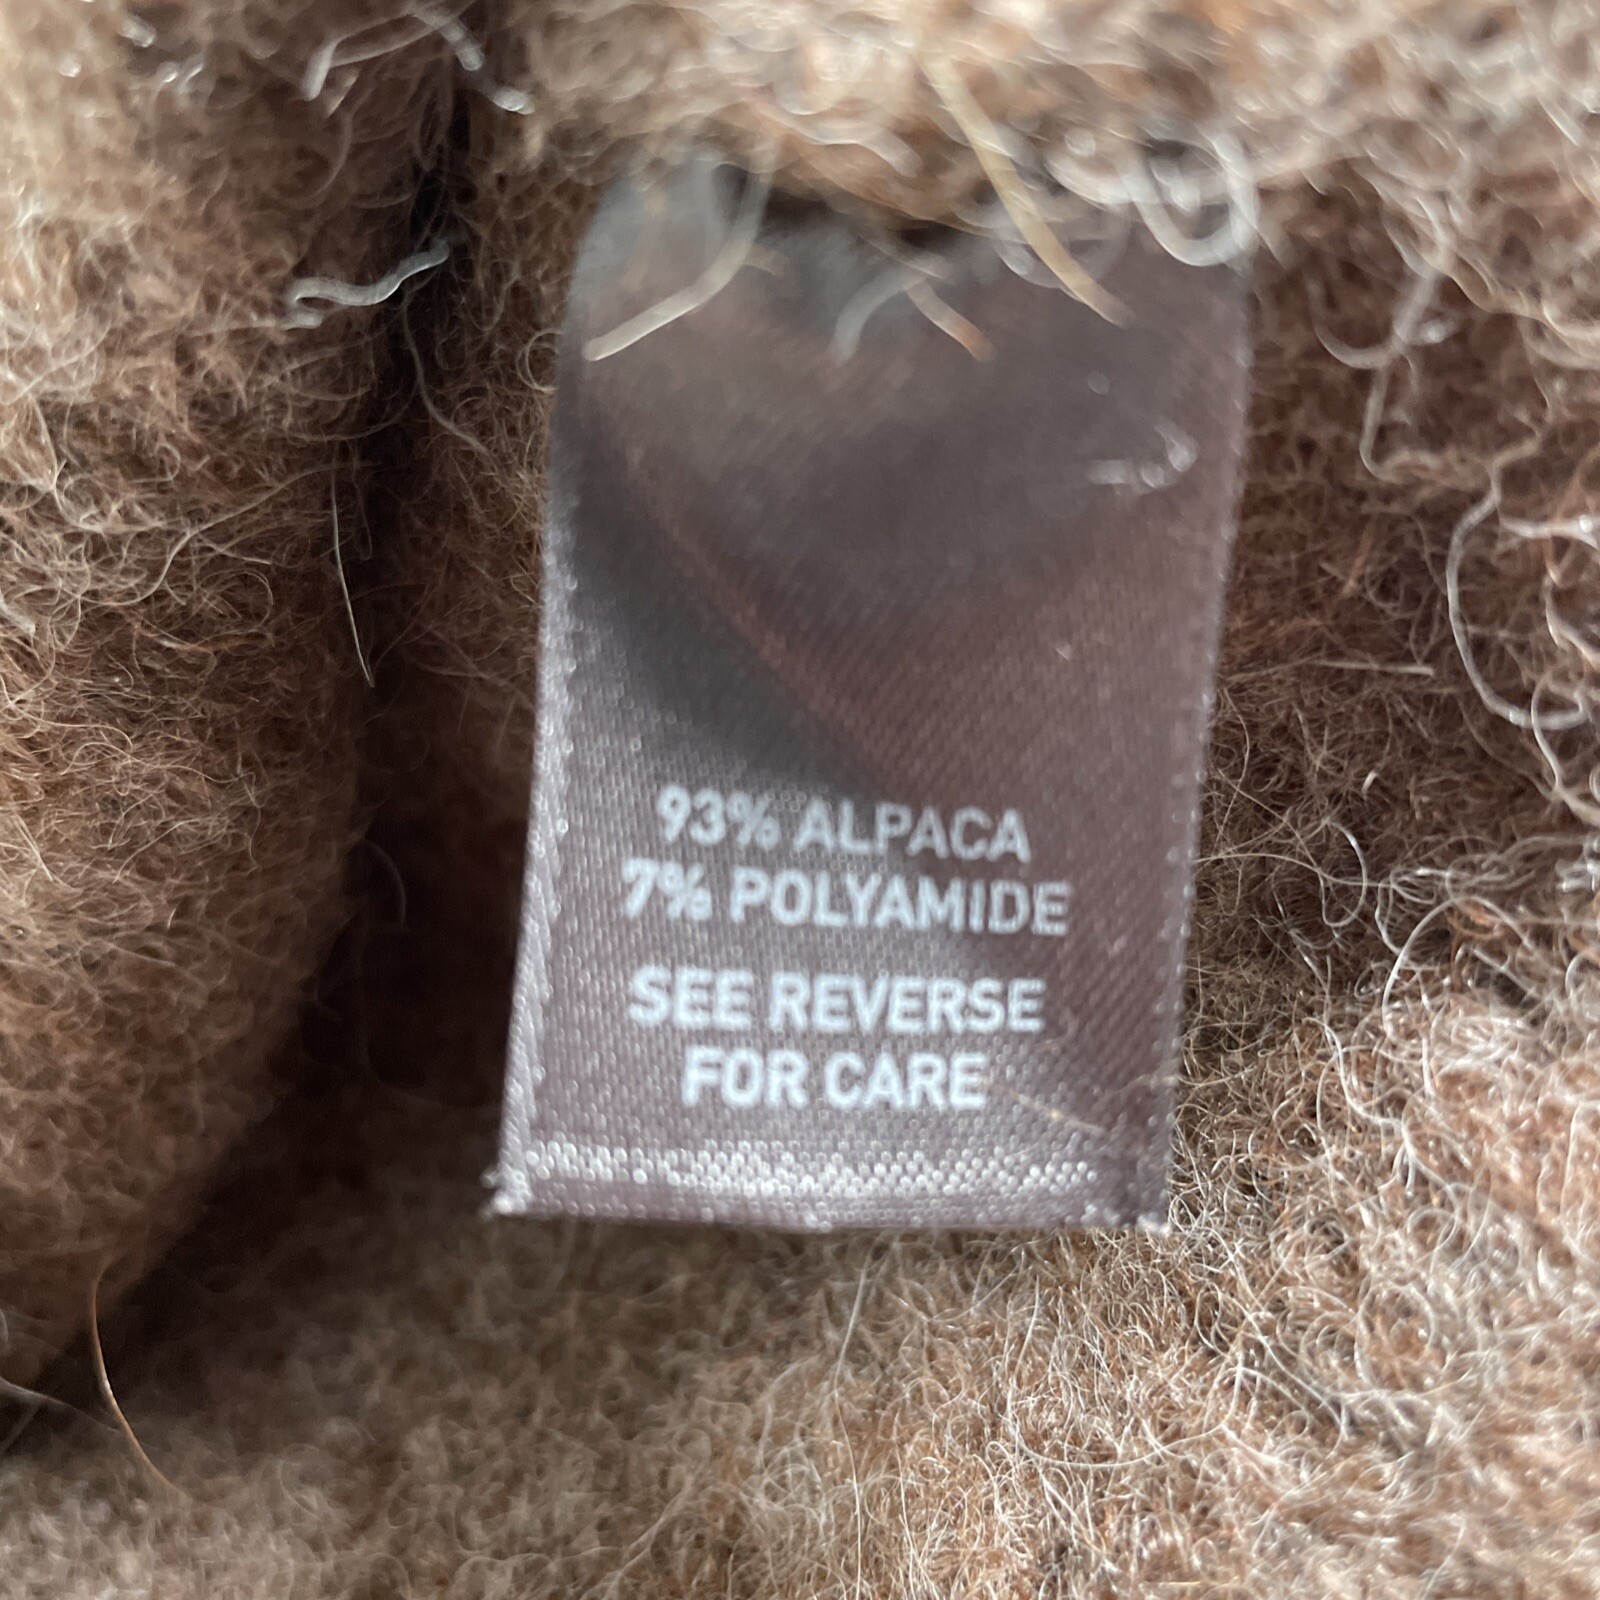 93% ALPACA
7% POLYAMIDE
SEE REVERSE
FOR CARE